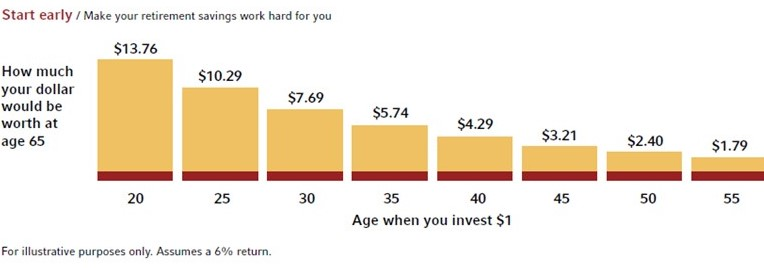 Start early / Make your retirement savings work hard for you
How much
your dollar
would be
worth at
age 65
$13.76
$10.29
$7.69
$5.74
$4.29
$3.21
$2.40
$1.79
20 25 30 35 40 45 50 55
Age when you invest $1
For illustrative purposes only. Assumes a 6% return.